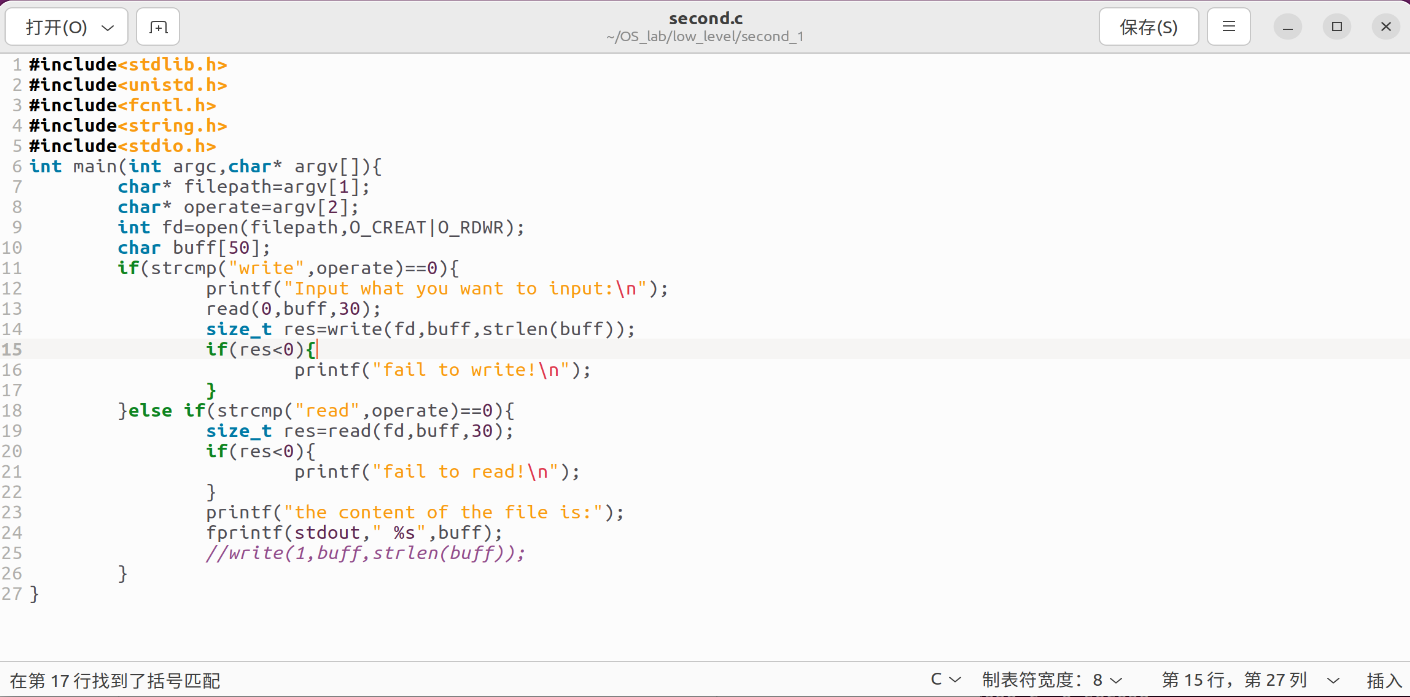 打开(O)
second.c
~/OS_lab/low_level/second_1
保存(S)
1 #include<stdlib.h>
2 #include<unistd.h>
3 #include<fcntl.h>
4 #include<string.h>
5 #include<stdio.h>
6 int main(int argc,char* argv[]){
7         char* filepath=argv[1];
8         char* operate=argv[2];
9         int fd=open(filepath,O_CREAT|O_RDWR);
10         char buff[50];
11         if(strcmp("write",operate)==0){
12                 printf("Input what you want to input:\n");
13                 read(0,buff,30);
14                 size_t res=write(fd,buff,strlen(buff));
15                 if(res<0){
16                         printf("fail to write!\n");
17                 }
18         }else if(strcmp("read",operate)==0){
19                 size_t res=read(fd,buff,30);
20                 if(res<0){
21                         printf("fail to read!\n");
22                 }
23                 printf("the content of the file is:");
24                 fprintf(stdout," %s",buff);
25                 //write(1,buff,strlen(buff));
26         }
27 }
在第 17 行找到了括号匹配
C
制表符宽度：8
第 15 行，第 27 列
插入